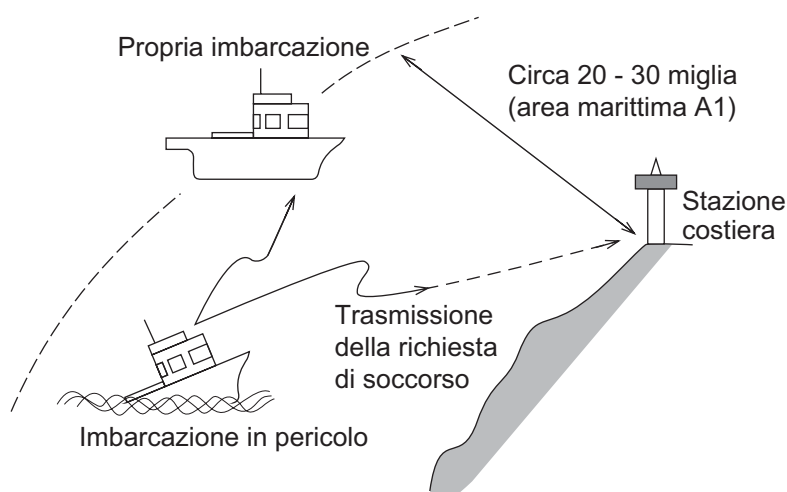 Propria imbarcazione
Circa 20 - 30 miglia
(area marittima A1)
Stazione
costiera
Trasmissione
della richiesta
di soccorso
Imbarcazione in pericolo